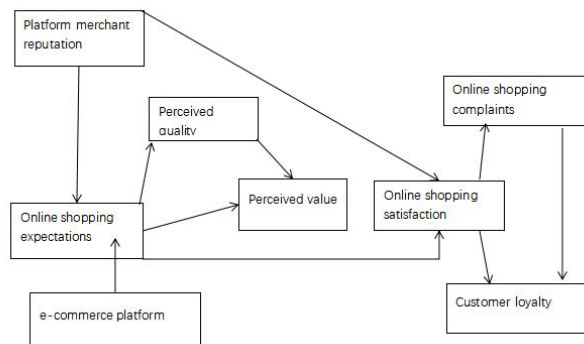 Platform merchant
reputation
Online shopping
complaints
Perceived
quality
Perceived value
Online shopping
satisfaction
Online shopping
expectations
Customer loyalty
e-commerce platform